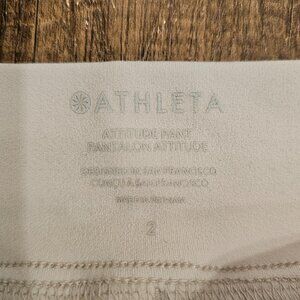 ATHLETA
ATTITUDE PANT
PANTALON ATTITUDE
DESIGNED IN SAN FRANCISCO
CONÇU À SAN FRANCISCO
MADE IN VIETNAM
2